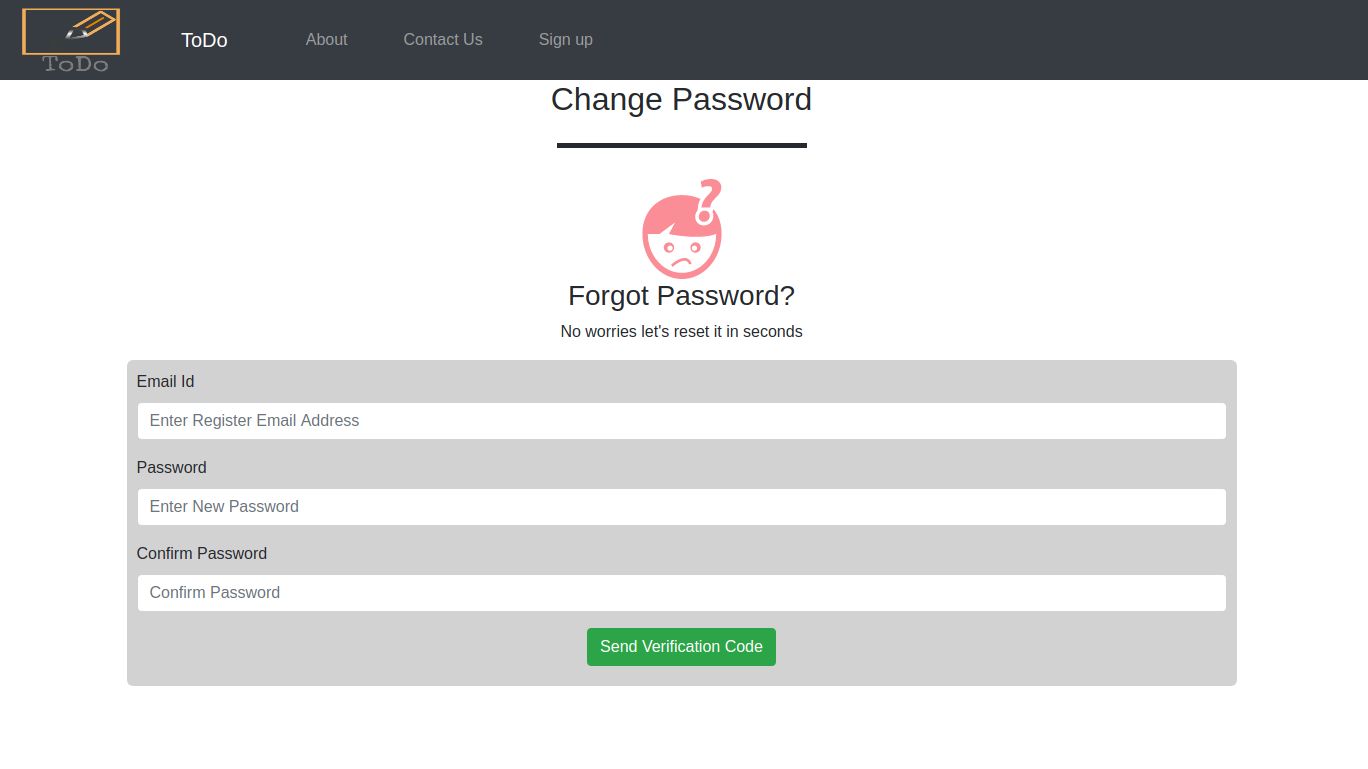 ToDo
ToDo About Contact Us Sign up
Change Password
?
Forgot Password?
No worries let's reset it in seconds
Email Id
Enter Register Email Address
Password
Enter New Password
Confirm Password
Confirm Password
Send Verification Code